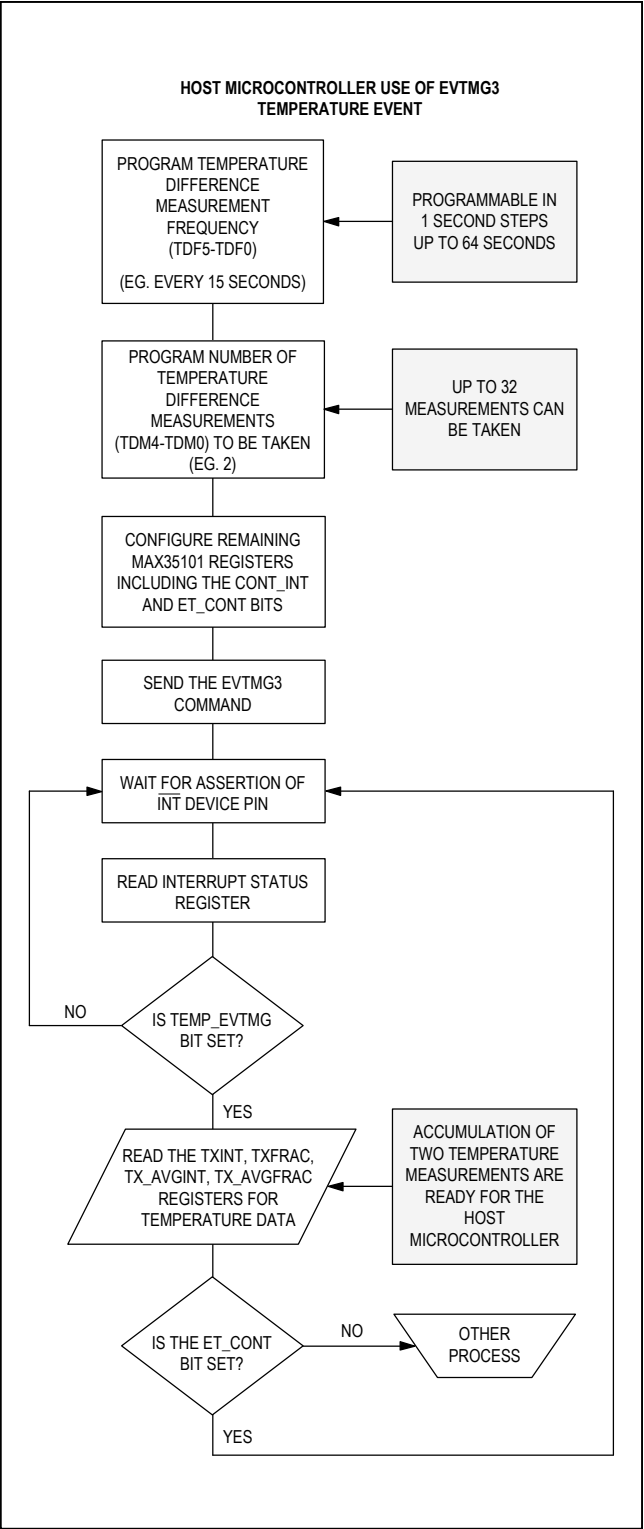 HOST MICROCONTROLLER USE OF EVTMG3
TEMPERATURE EVENT
PROGRAM TEMPERATURE
DIFFERENCE
MEASUREMENT
FREQUENCY
(TDF5-TDF0)
(EG. EVERY 15 SECONDS)
PROGRAMMABLE IN
1 SECOND STEPS
UP TO 64 SECONDS
PROGRAM NUMBER OF
TEMPERATURE
DIFFERENCE
MEASUREMENTS
(TDM4-TDM0) TO BE TAKEN
(EG. 2)
UP TO 32
MEASUREMENTS CAN
BE TAKEN
CONFIGURE REMAINING
MAX35101 REGISTERS
INCLUDING THE CONT_INT
AND ET_CONT BITS
SEND THE EVTMG3
COMMAND
WAIT FOR ASSERTION OF
INT DEVICE PIN
READ INTERRUPT STATUS
REGISTER
IS TEMP_EVTMG
BIT SET?
NO
YES
READ THE TXINT, TXFRAC,
TX_AVGINT, TX_AVGFRAC
REGISTERS FOR
TEMPERATURE DATA
ACCUMULATION OF
TWO TEMPERATURE
MEASUREMENTS ARE
READY FOR THE
HOST
MICROCONTROLLER
IS THE ET_CONT
BIT SET?
NO
OTHER
PROCESS
YES